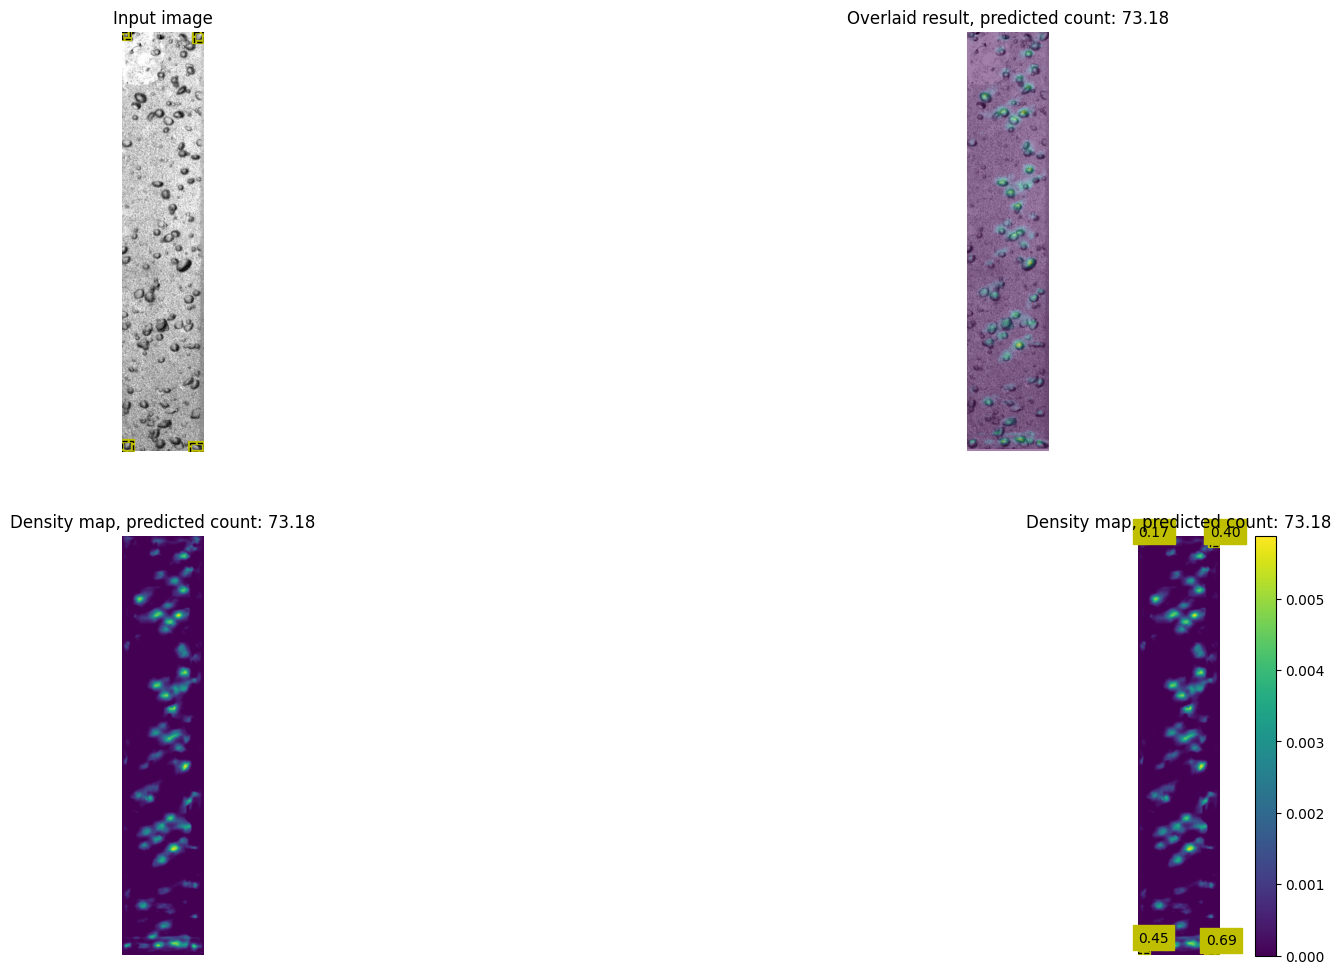 Input image
Overlaid result, predicted count: 73.18
Density map, predicted count: 73.18
Density map, predicted count: 73.18
0.17
0.40
0.45
0.69
0.005
0.004
0.003
0.002
0.001
0.000